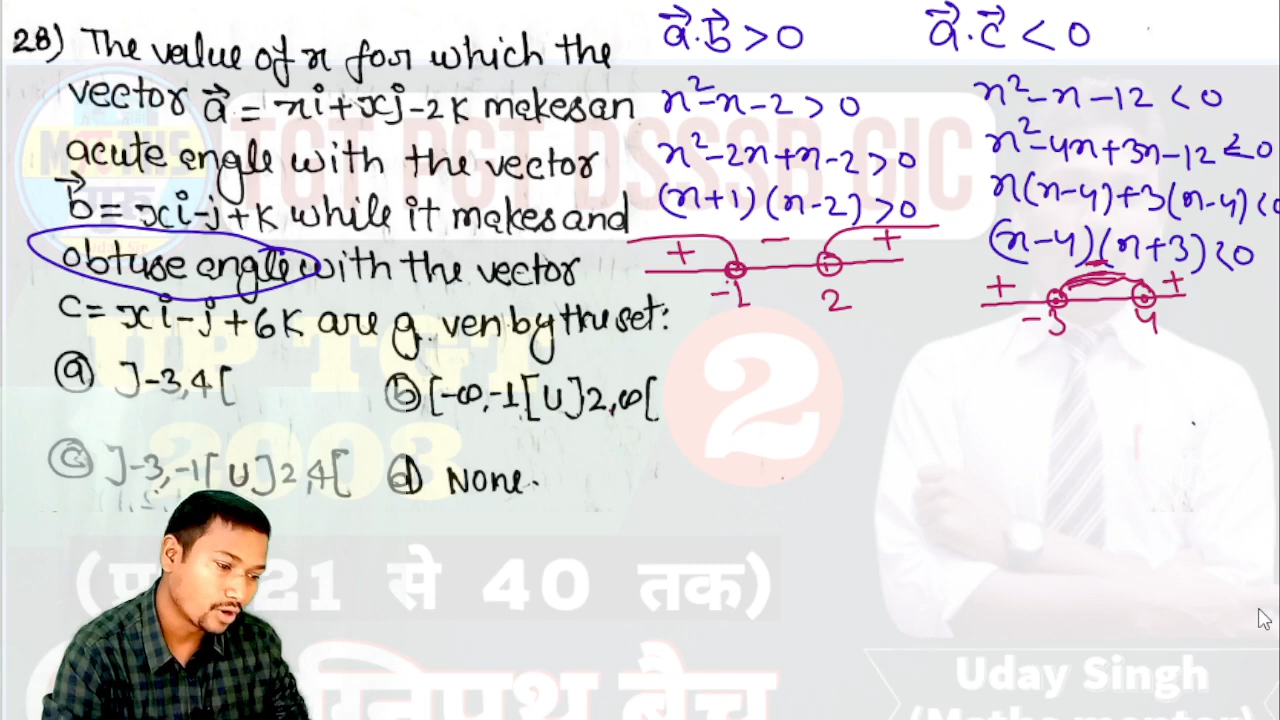 28) The value of x for which the
vector a⃗ = xi+xj-2k makes an
acute angle with the vector
b⃗ = xi-j+k while it makes and
obtuse angle with the vector
c= xi-j+6k are g ven by the set:
ⓐ ]-3,4[
ⓑ [-∞,-1[ U ]2,∞[
ⓒ ]-3,-1[ U ]2,4[
ⓓ None.
a⃗.b⃗ > 0
x²-x-2 > 0
x²-2x+x-2 > 0
(x+1)(x-2) > 0
+ - +
-1 2
a⃗.c⃗ < 0
x²-x-12 < 0
x²-4x+3x-12 < 0
x(x-4)+3(x-4) < 0
(x-4)(x+3) < 0
+ - +
-3 4
TGT PGT DSSSB GIC
UP TGT
2003
2
21 से 40 तक)
बैच
Uday Singh